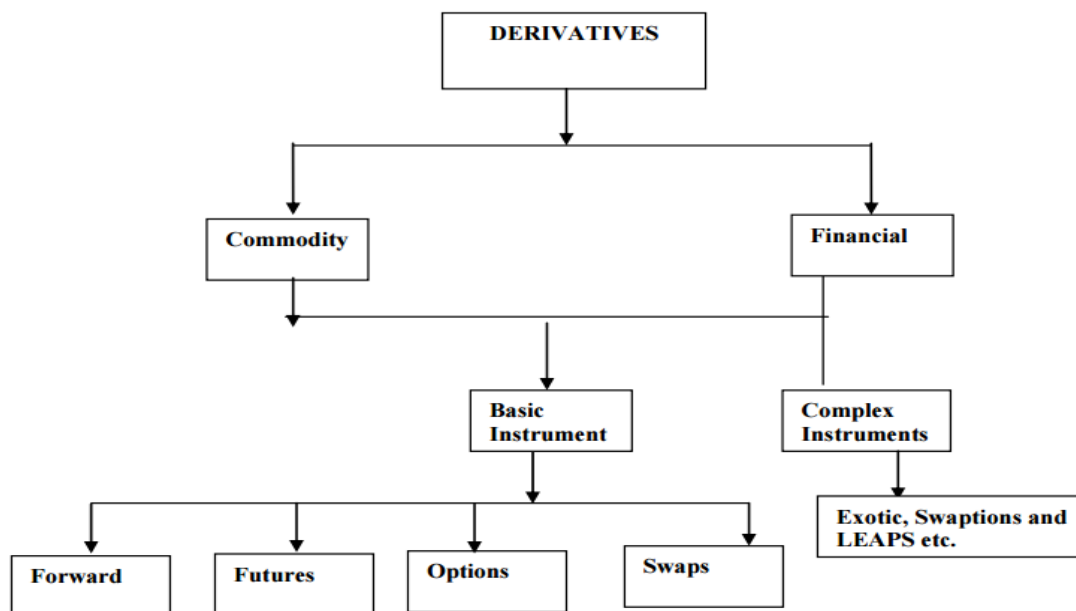 DERIVATIVES
Commodity
Financial
Basic
Instrument
Complex
Instruments
Exotic, Swaptions and
LEAPS etc.
Forward
Futures
Options
Swaps